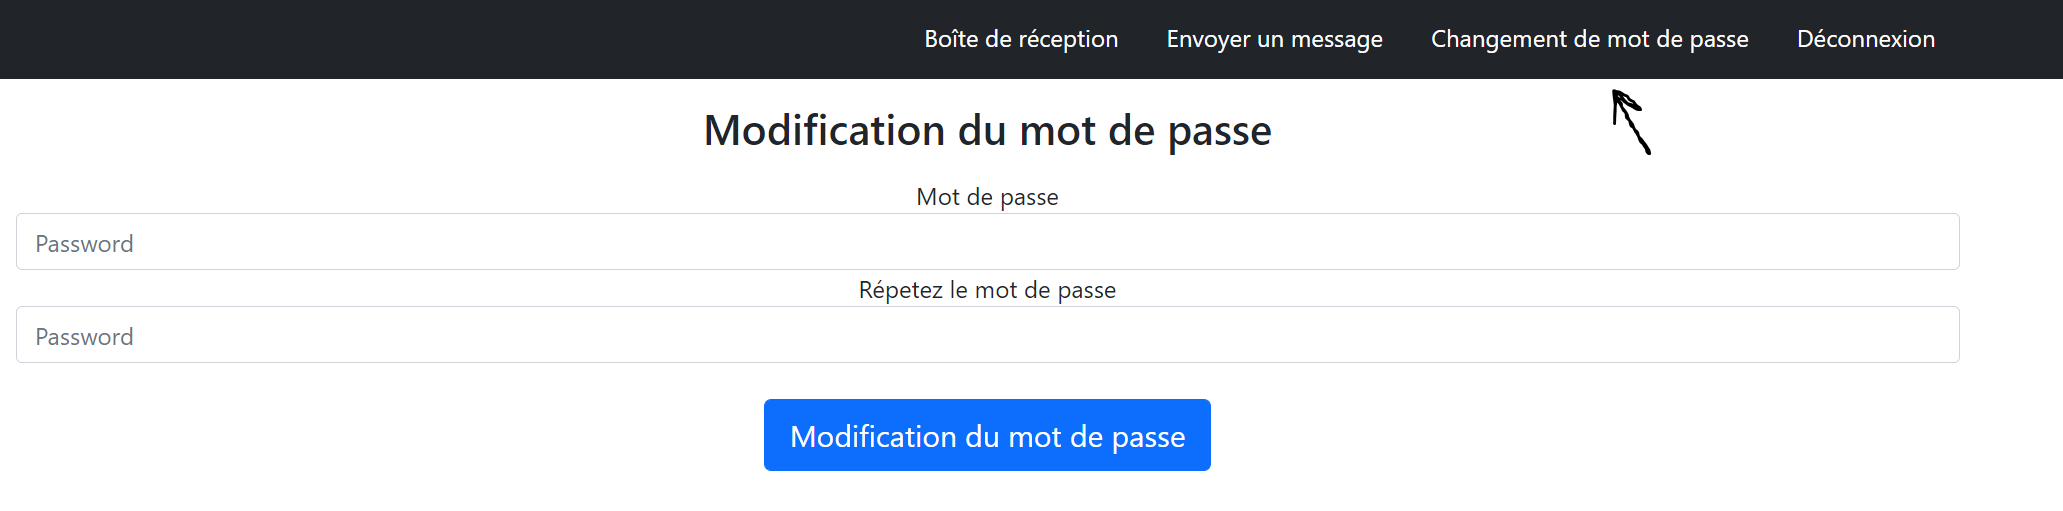 Boîte de réception Envoyer un message Changement de mot de passe Déconnexion
Modification du mot de passe
Mot de passe
Password
Répetez le mot de passe
Password
Modification du mot de passe